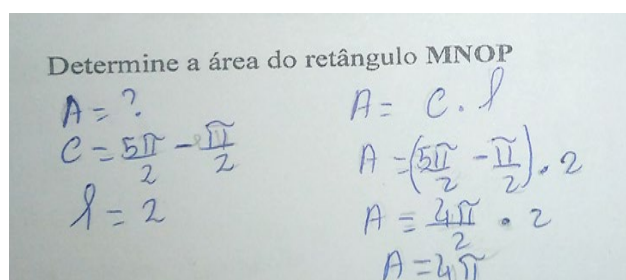 Determine a área do retângulo MNOP
A = ?
C = 5π/2 - π/2
l = 2
A = C . l
A = (5π/2 - π/2) . 2
A = 4π/2 . 2
A = 4π